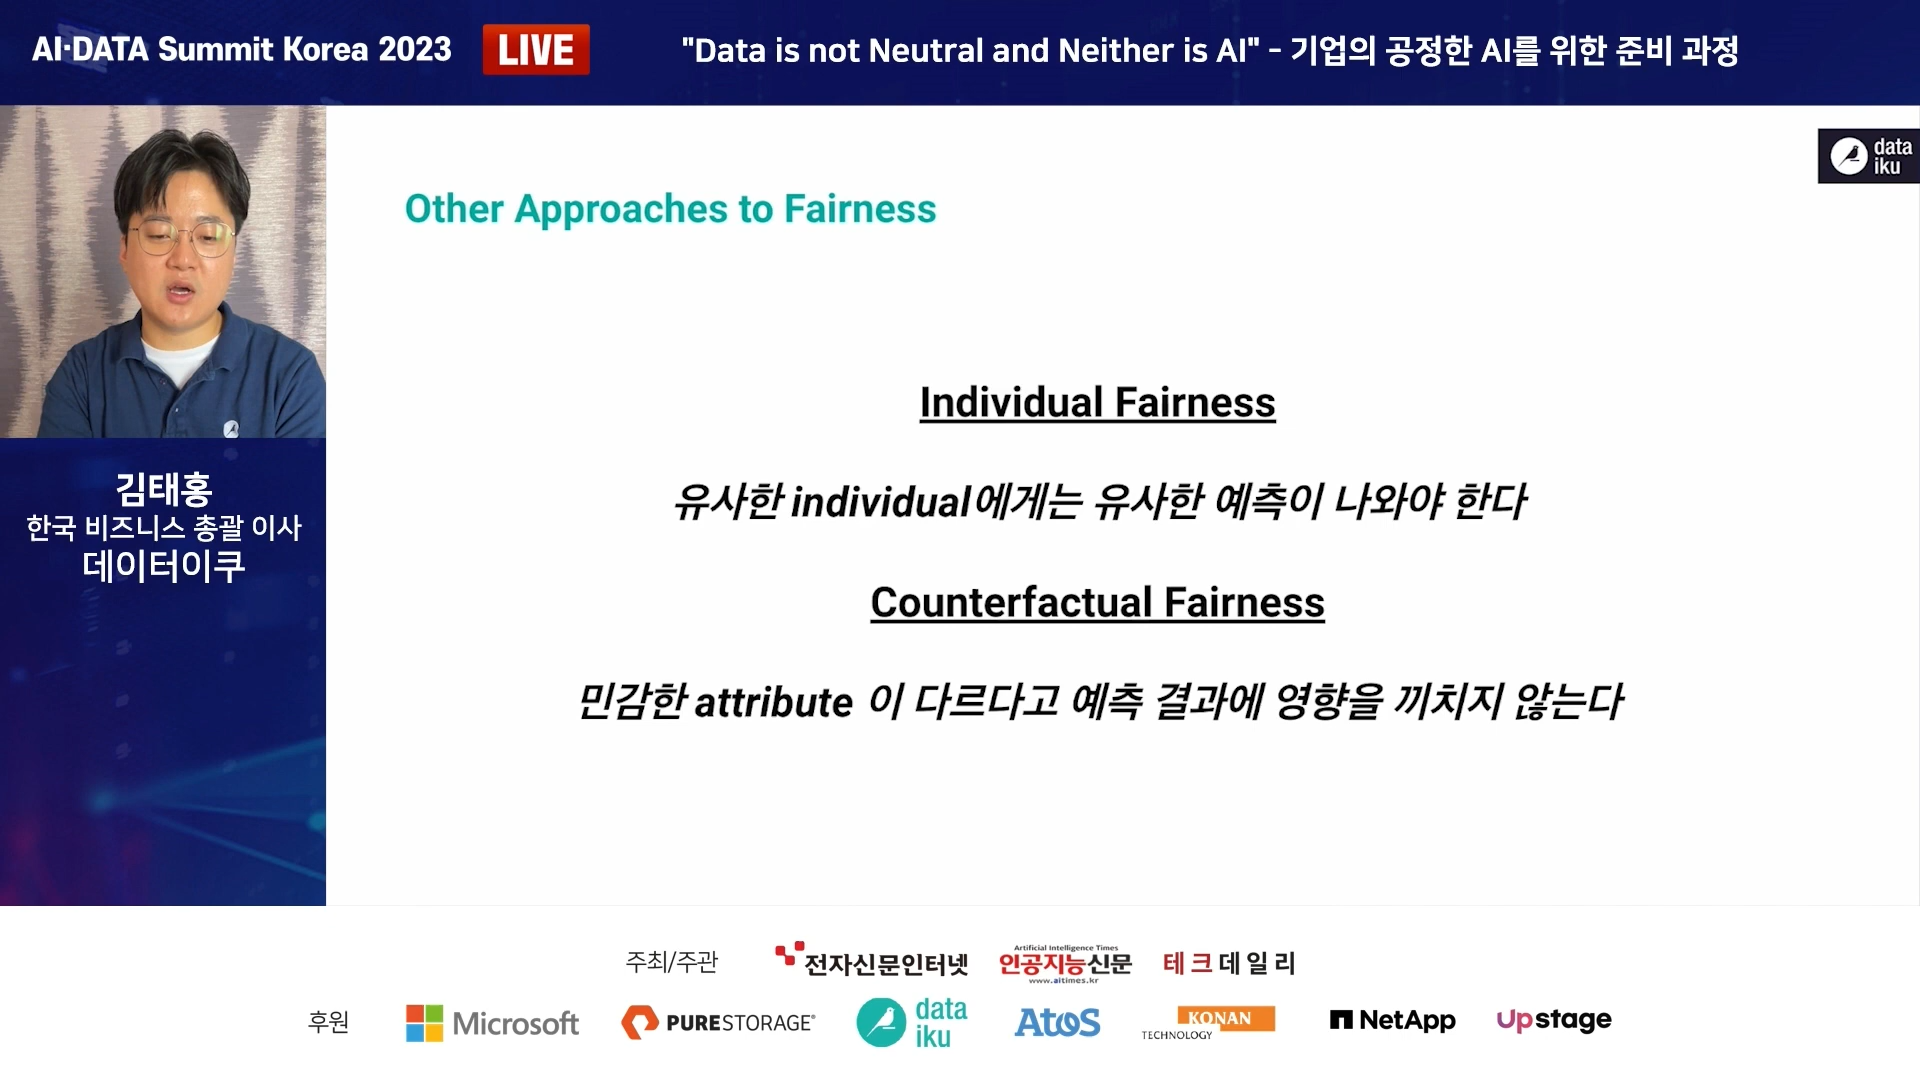 AI·DATA Summit Korea 2023
LIVE
"Data is not Neutral and Neither is AI" - 기업의 공정한 AI를 위한 준비 과정
data
iku
Other Approaches to Fairness
Individual Fairness
유사한 individual에게는 유사한 예측이 나와야 한다
Counterfactual Fairness
민감한 attribute 이 다르다고 예측 결과에 영향을 끼치지 않는다
김태홍
한국 비즈니스 총괄 이사
데이터이쿠
주최/주관
전자신문인터넷
Artificial Intelligence Times
인공지능신문
www.aitimes.kr
테크데일리
후원
Microsoft
PURESTORAGE®
data
iku
Atos
KONAN
TECHNOLOGY
NetApp
Upstage